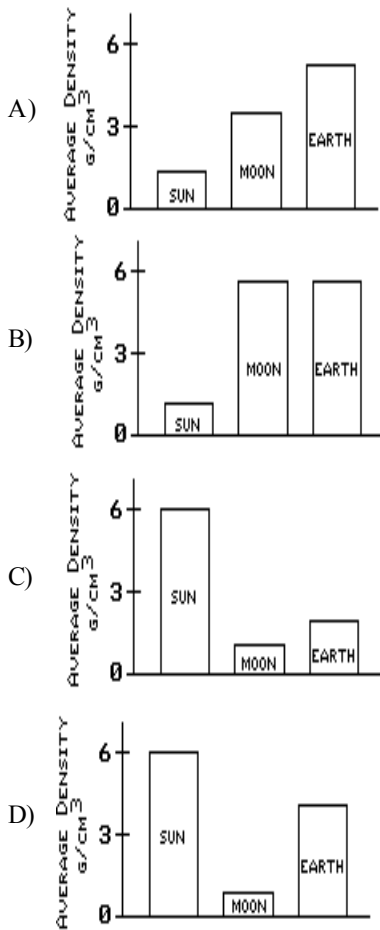 A)
AVERAGE DENSITY
G/CM3
6
3
0
SUN
MOON
EARTH
B)
AVERAGE DENSITY
G/CM3
6
3
0
SUN
MOON
EARTH
C)
AVERAGE DENSITY
G/CM3
6
3
0
SUN
MOON
EARTH
D)
AVERAGE DENSITY
G/CM3
6
3
0
SUN
MOON
EARTH